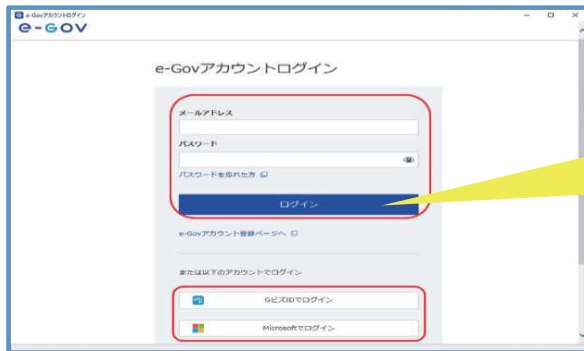 e-Govアカウントログイン
e-GOV
e-Govアカウントログイン
メールアドレス
パスワード
パスワードを忘れた方
ログイン
e-Govアカウント登録ページへ
または以下のアカウントでログイン
GビズIDでログイン
Microsoftでログイン